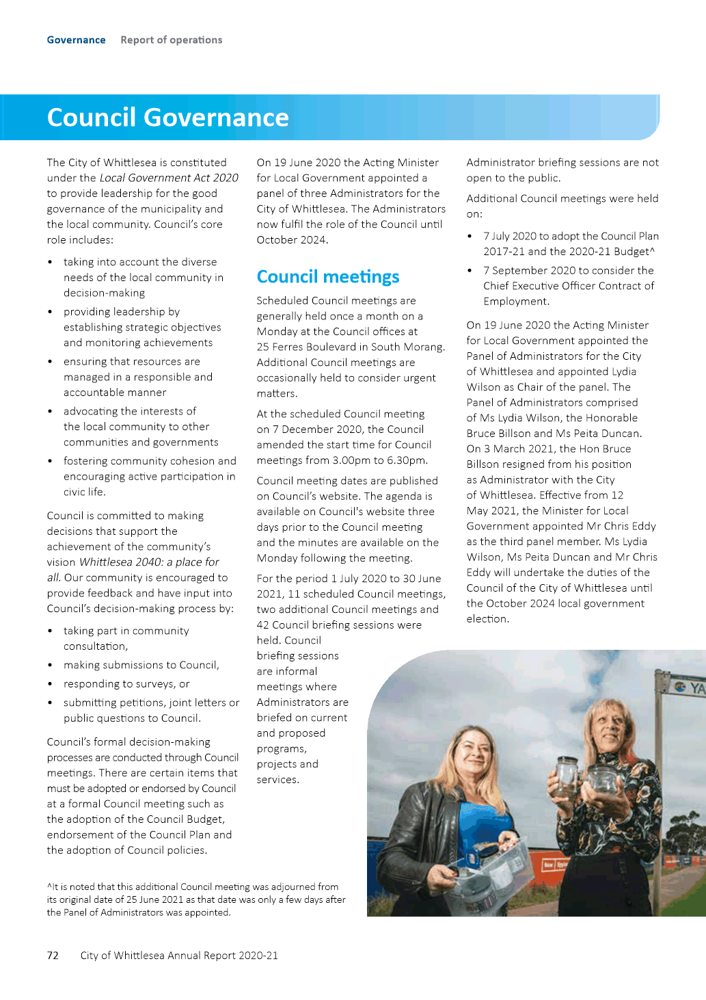 Governance Report of operations
Council Governance
The City of Whittlesea is constituted
under the Local Government Act 2020
to provide leadership for the good
governance of the municipality and
the local community. Council’s core
role includes:
• taking into account the diverse
needs of the local community in
decision-making
• providing leadership by
establishing strategic objectives
and monitoring achievements
• ensuring that resources are
managed in a responsible and
accountable manner
• advocating the interests of
the local community to other
communities and governments
• fostering community cohesion and
encouraging active participation in
civic life.
Council is committed to making
decisions that support the
achievement of the community’s
vision Whittlesea 2040: a place for
all. Our community is encouraged to
provide feedback and have input into
Council’s decision-making process by:
• taking part in community
consultation,
• making submissions to Council,
• responding to surveys, or
• submitting petitions, joint letters or
public questions to Council.
Council’s formal decision-making
processes are conducted through Council
meetings. There are certain items that
must be adopted or endorsed by Council
at a formal Council meeting such as
the adoption of the Council Budget,
endorsement of the Council Plan and
the adoption of Council policies.
On 19 June 2020 the Acting Minister
for Local Government appointed a
panel of three Administrators for the
City of Whittlesea. The Administrators
now fulfil the role of the Council until
October 2024.
Council meetings
Scheduled Council meetings are
generally held once a month on a
Monday at the Council offices at
25 Ferres Boulevard in South Morang.
Additional Council meetings are
occasionally held to consider urgent
matters.
At the scheduled Council meeting
on 7 December 2020, the Council
amended the start time for Council
meetings from 3.00pm to 6.30pm.
Council meeting dates are published
on Council’s website. The agenda is
available on Council's website three
days prior to the Council meeting
and the minutes are available on the
Monday following the meeting.
For the period 1 July 2020 to 30 June
2021, 11 scheduled Council meetings,
two additional Council meetings and
42 Council briefing sessions were
held. Council
briefing sessions
are informal
meetings where
Administrators are
briefed on current
and proposed
programs,
projects and
services.
Administrator briefing sessions are not
open to the public.
Additional Council meetings were held
on:
• 7 July 2020 to adopt the Council Plan
2017-21 and the 2020-21 Budget^
• 7 September 2020 to consider the
Chief Executive Officer Contract of
Employment.
On 19 June 2020 the Acting Minister
for Local Government appointed the
Panel of Administrators for the City
of Whittlesea and appointed Lydia
Wilson as Chair of the panel. The
Panel of Administrators comprised
of Ms Lydia Wilson, the Honorable
Bruce Billson and Ms Peita Duncan.
On 3 March 2021, the Hon Bruce
Billson resigned from his position
as Administrator with the City
of Whittlesea. Effective from 12
May 2021, the Minister for Local
Government appointed Mr Chris Eddy
as the third panel member. Ms Lydia
Wilson, Ms Peita Duncan and Mr Chris
Eddy will undertake the duties of the
Council of the City of Whittlesea until
the October 2024 local government
election.
YA
^It is noted that this additional Council meeting was adjourned from
its original date of 25 June 2021 as that date was only a few days after
the Panel of Administrators was appointed.
72 City of Whittlesea Annual Report 2020-21